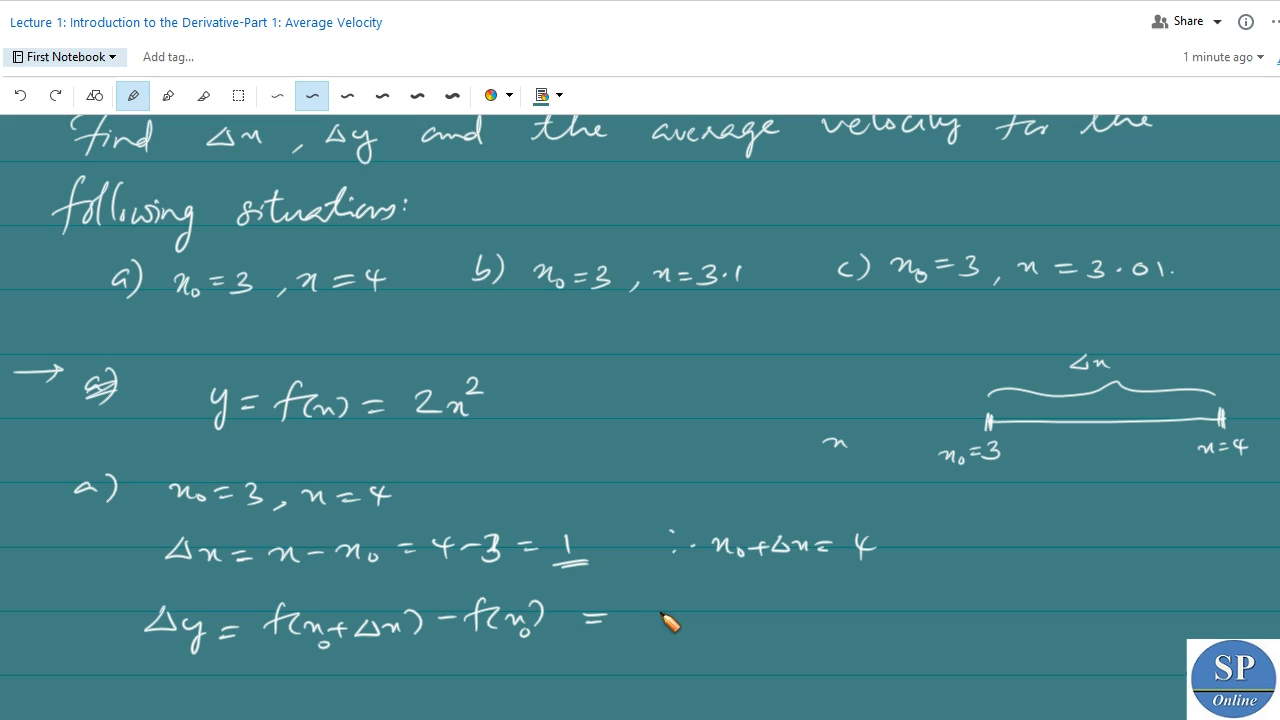 Lecture 1: Introduction to the Derivative-Part 1: Average Velocity
Share
First Notebook
Add tag...
1 minute ago
Find Δx, Δy and the average velocity for the
following situations:
a) x₀ = 3, x = 4 b) x₀ = 3, x = 3.1 c) x₀ = 3, x = 3.01.
→ a) y = f(x) = 2x²
Δx
x
x₀ = 3 x = 4
a) x₀ = 3, x = 4
Δx = x - x₀ = 4 - 3 = 1 ∴ x₀ + Δx = 4
Δy = f(x₀ + Δx) - f(x₀) =
SP
Online